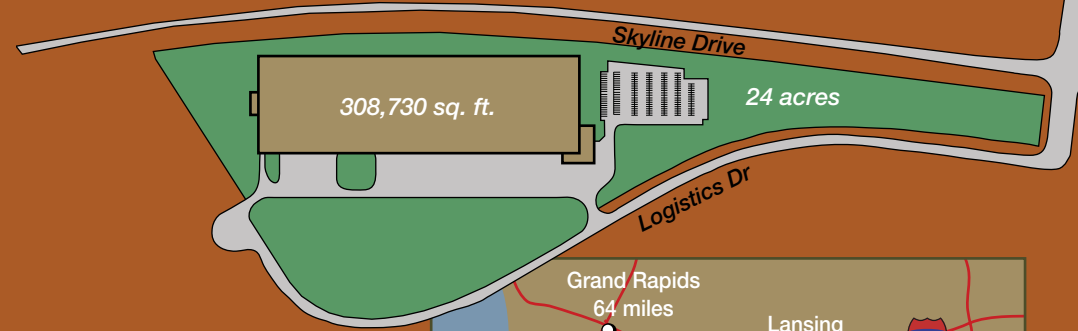 Skyline Drive
308,730 sq. ft.
24 acres
Logistics Dr
Grand Rapids
64 miles
Lansing